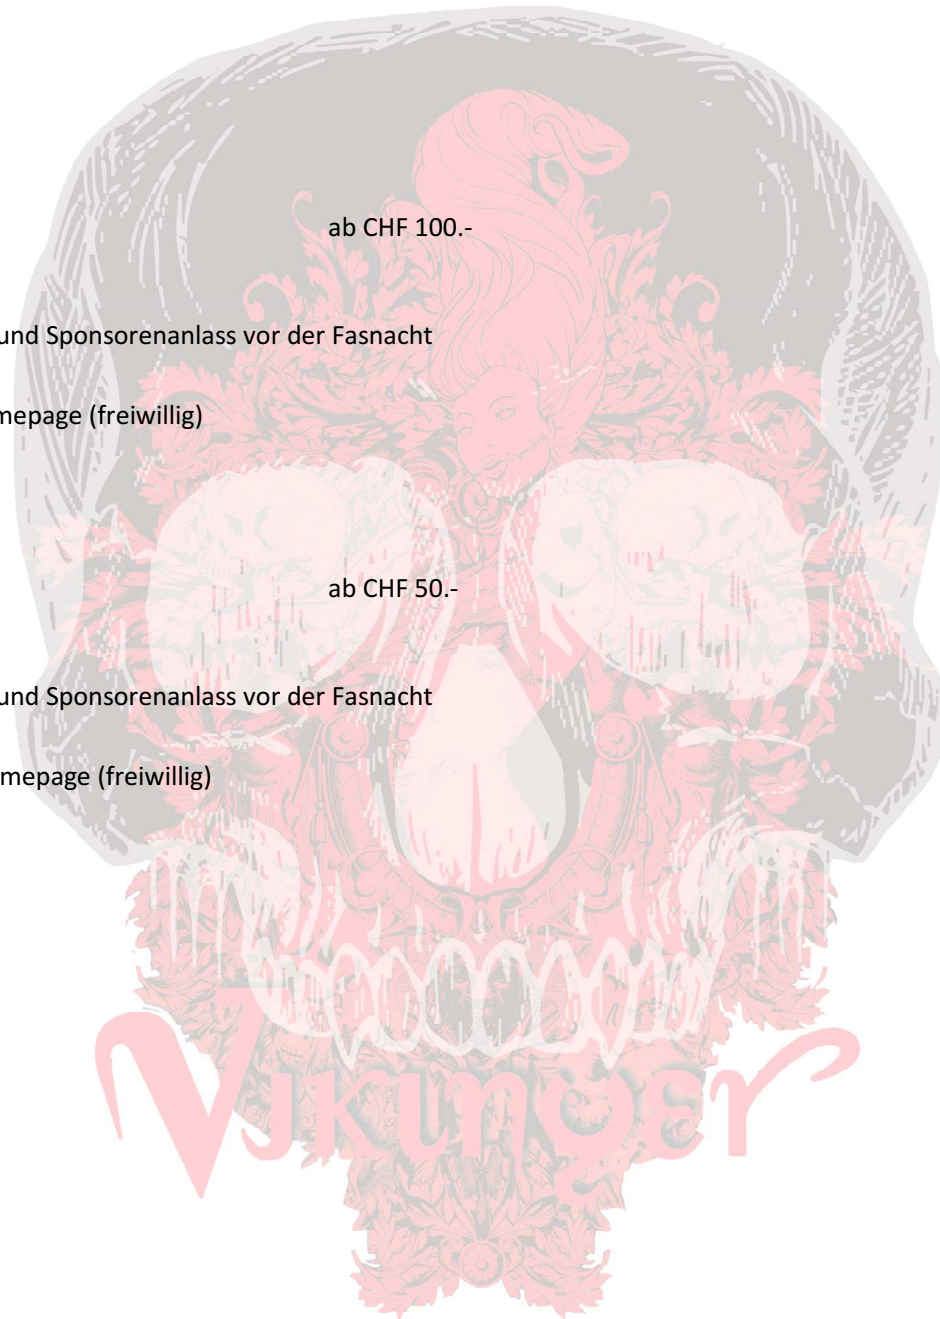 ab CHF 100.-
und Sponsorenanlass vor der Fasnacht
mepage (freiwillig)
ab CHF 50.-
und Sponsorenanlass vor der Fasnacht
mepage (freiwillig)
Vikinger